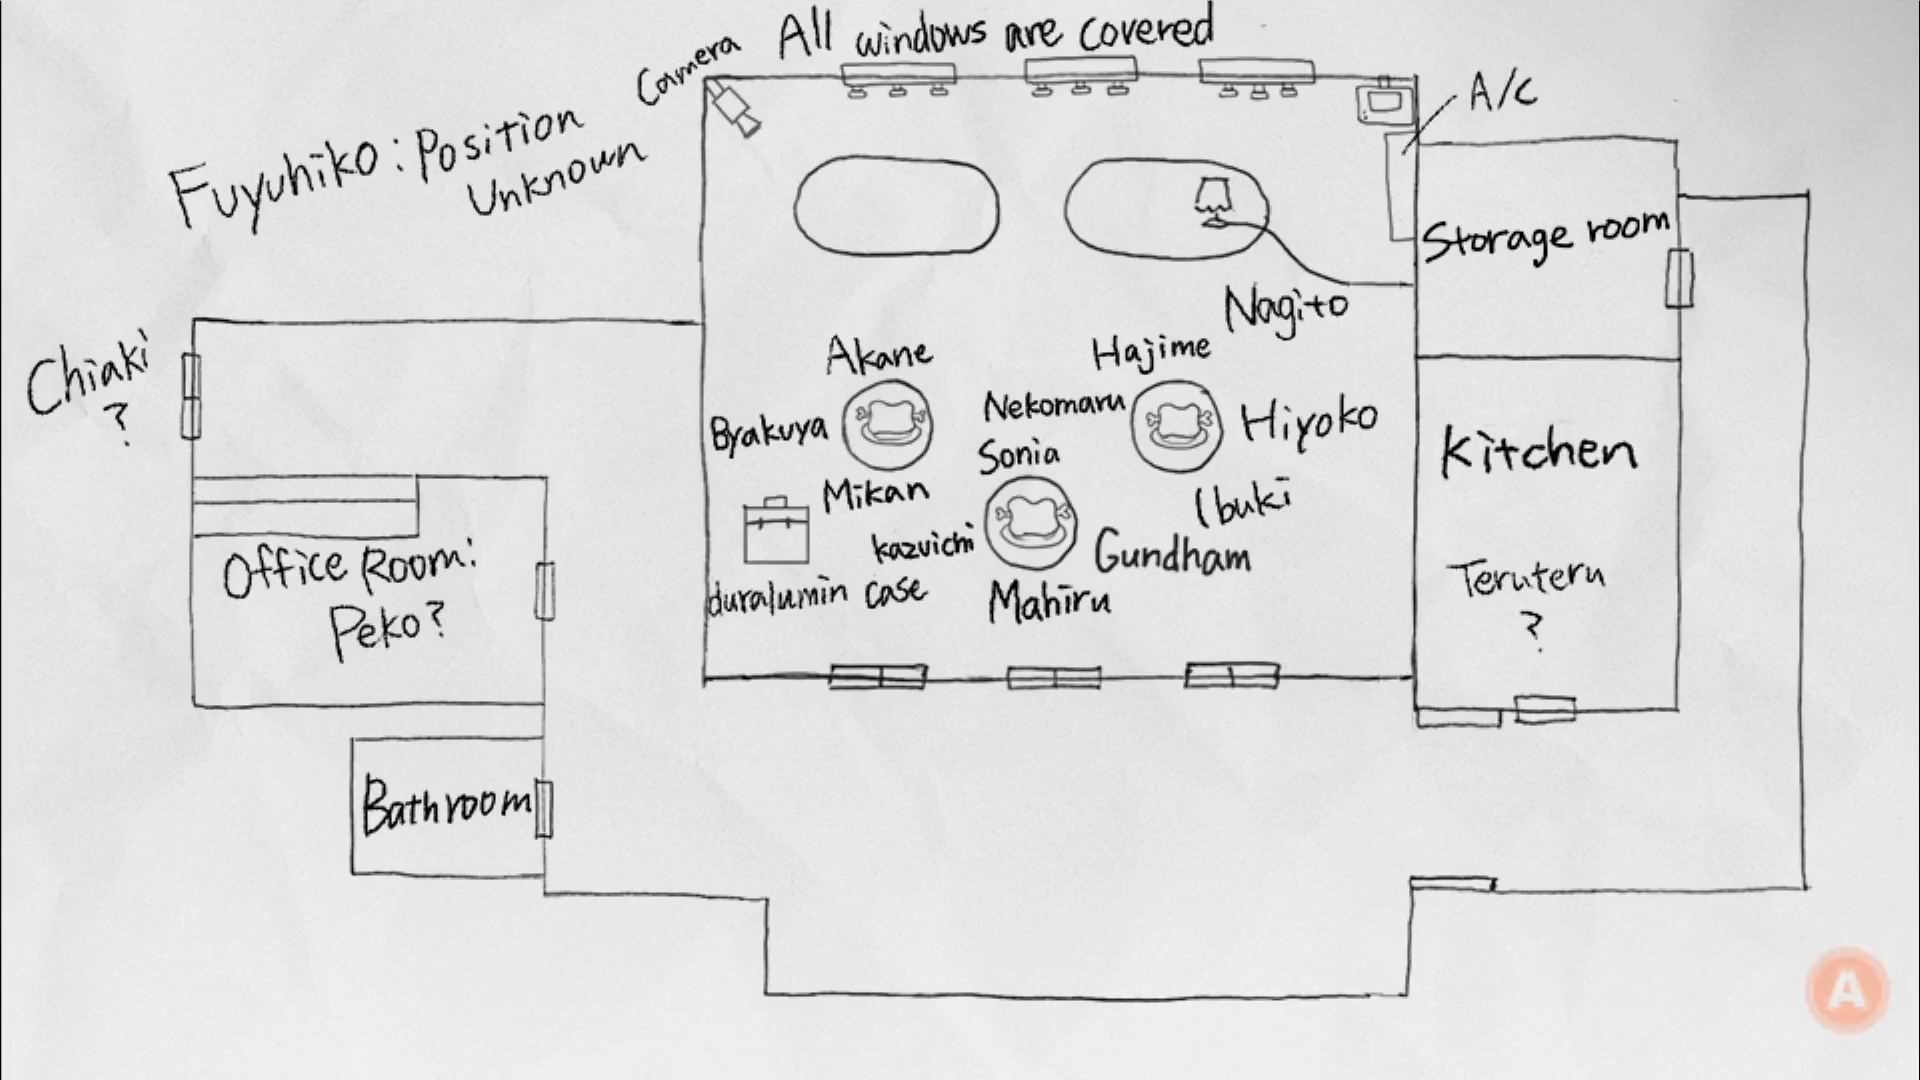 Camera
All windows are covered
A/C
Fuyuhiko: Position
Unknown
Storage room
Nagito
Chiaki
?
Akane
Hajime
Byakuya
Nekomaru
Hiyoko
Sonia
Kitchen
Mikan
Ibuki
kazuichi
Gundham
duralumin case
Mahiru
Office Room:
Peko?
Teruteru
?
Bathroom
A